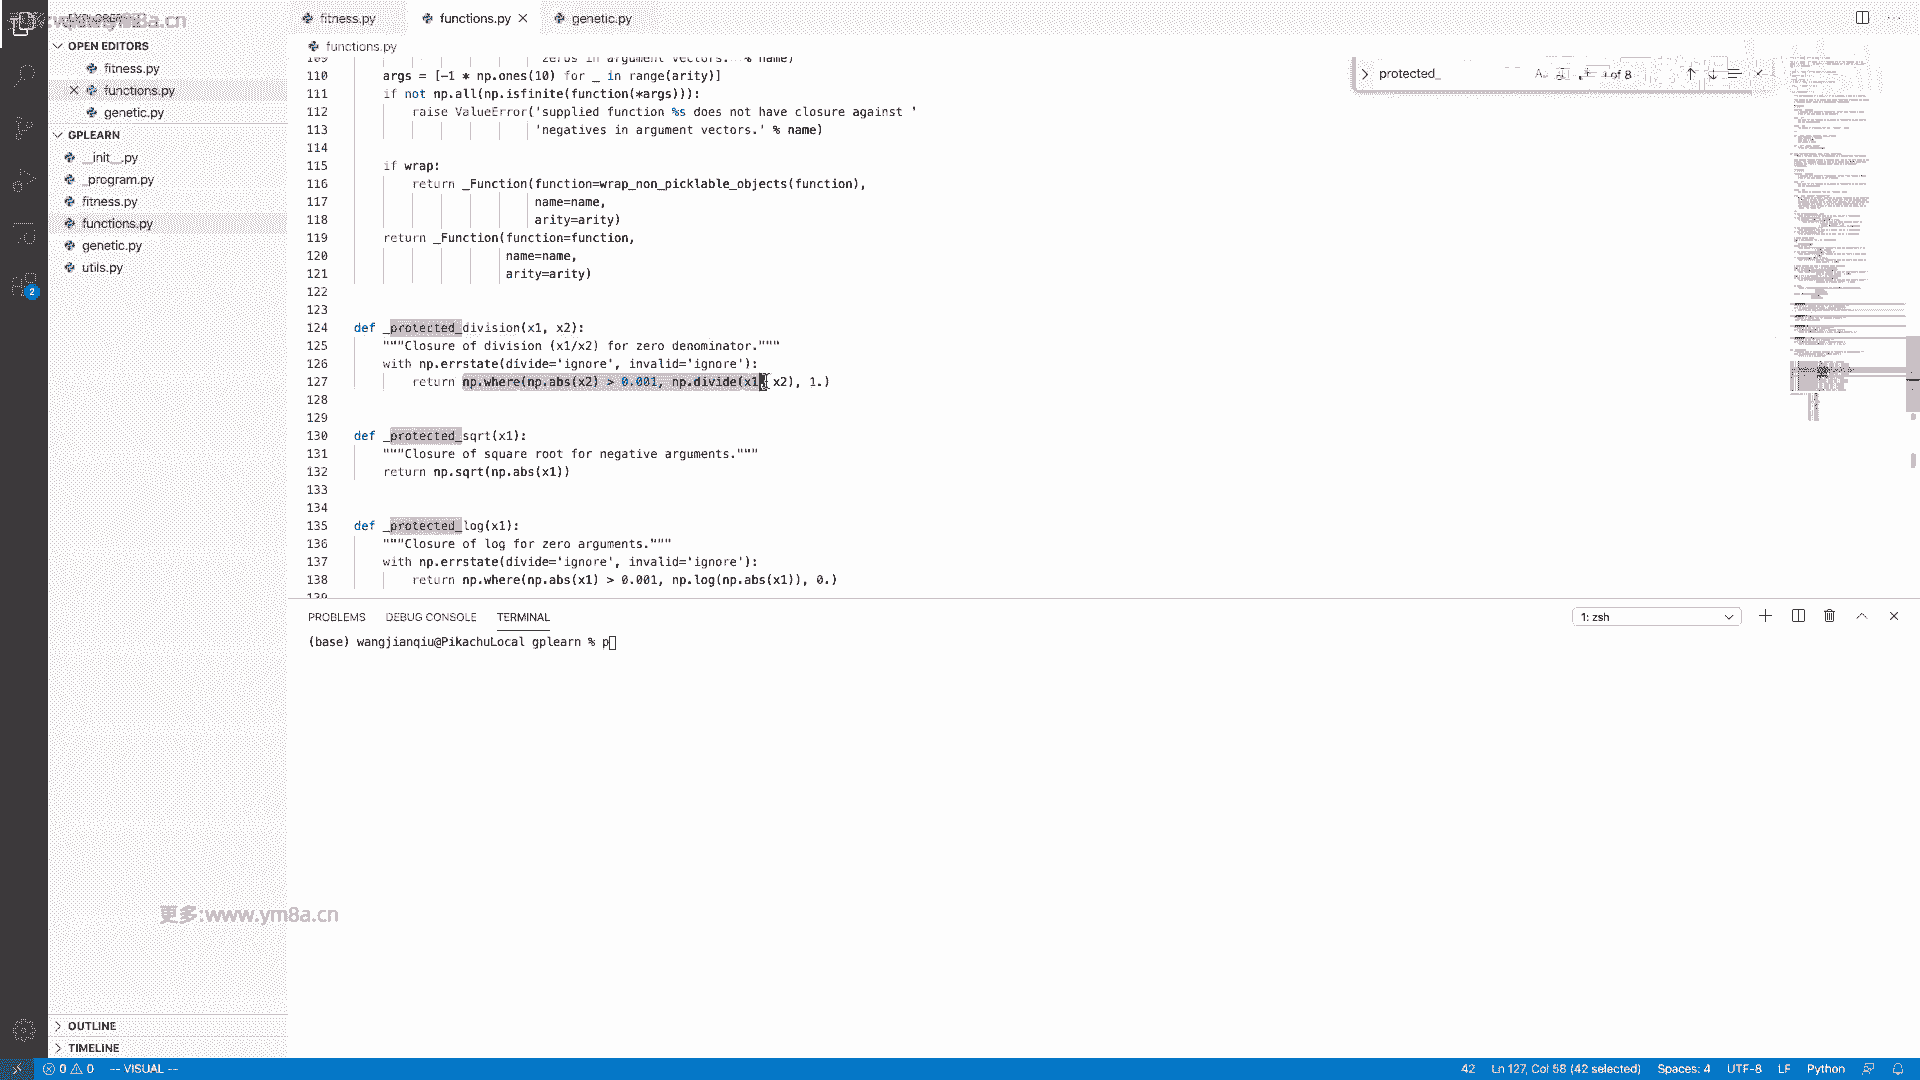 EXPLORER
OPEN EDITORS
fitness.py
functions.py
genetic.py
GPLEARN
__init__.py
_program.py
fitness.py
functions.py
genetic.py
utils.py
OUTLINE
TIMELINE
fitness.py
functions.py
genetic.py
functions.py
protected_
of 8
109 zeros in argument vectors.' % name)
110 args = [-1 * np.ones(10) for _ in range(arity)]
111 if not np.all(np.isfinite(function(*args))):
112 raise ValueError('supplied function %s does not have closure against '
113 'negatives in argument vectors.' % name)
114
115 if wrap:
116 return _Function(function=wrap_non_picklable_objects(function),
117 name=name,
118 arity=arity)
119 return _Function(function=function,
120 name=name,
121 arity=arity)
122
123
124 def _protected_division(x1, x2):
125 """Closure of division (x1/x2) for zero denominator."""
126 with np.errstate(divide='ignore', invalid='ignore'):
127 return np.where(np.abs(x2) > 0.001, np.divide(x1, x2), 1.)
128
129
130 def _protected_sqrt(x1):
131 """Closure of square root for negative arguments."""
132 return np.sqrt(np.abs(x1))
133
134
135 def _protected_log(x1):
136 """Closure of log for zero arguments."""
137 with np.errstate(divide='ignore', invalid='ignore'):
138 return np.where(np.abs(x1) > 0.001, np.log(np.abs(x1)), 0.)
139
PROBLEMS DEBUG CONSOLE TERMINAL
1: zsh
(base) wangjianqiu@PikachuLocal gplearn % p
更多:www.ym8a.cn
2
0 0 -- VISUAL --
42 Ln 127, Col 58 (42 selected) Spaces: 4 UTF-8 LF Python